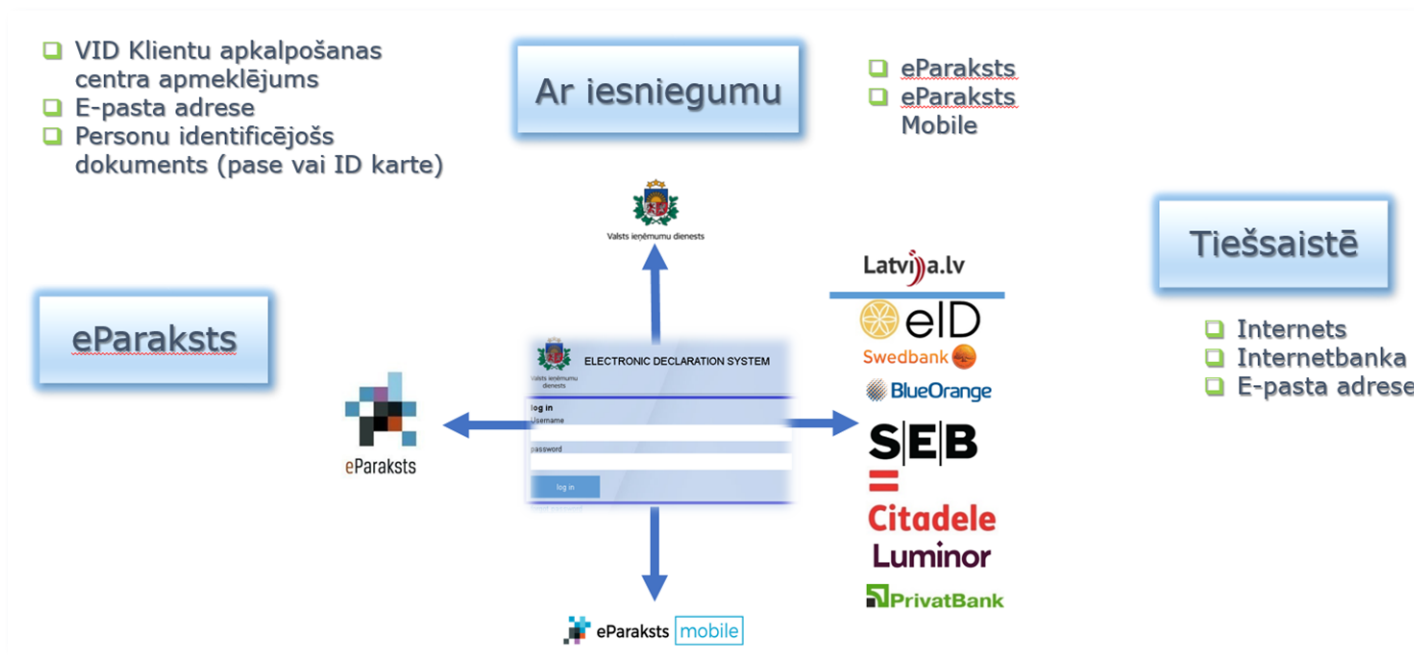 VID Klientu apkalpošanas
centra apmeklējums
E-pasta adrese
Personu identificējošs
dokuments (pase vai ID karte)
Ar iesniegumu
eParaksts
eParaksts
Mobile
Valsts ieņēmumu dienests
Tiešsaistē
Internets
Internetbanka
E-pasta adrese
eParaksts
eParaksts
Valsts ieņēmumu
dienests
ELECTRONIC DECLARATION SYSTEM
log in
Username
password
log in
Latvija.lv
eID
Swedbank
BlueOrange
SEB
Citadele
Luminor
PrivatBank
eParaksts mobile